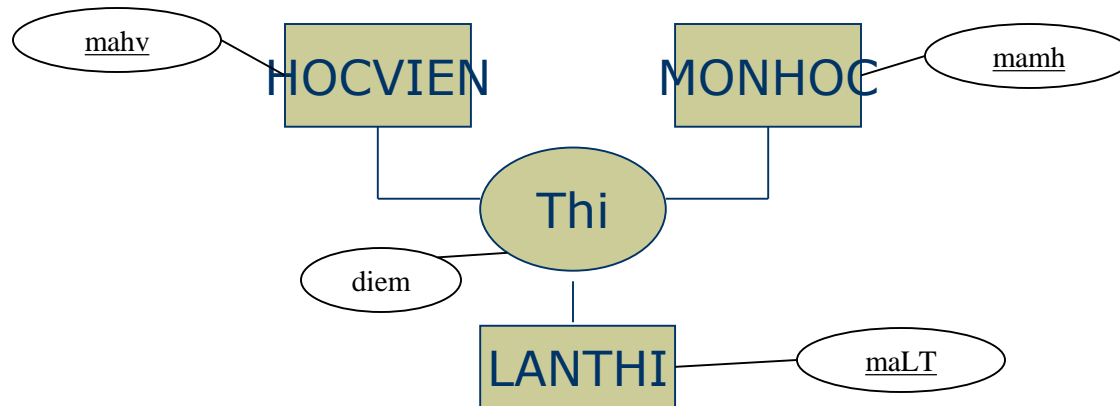 mahv
HOCVIEN
MONHOC
mamh
Thi
diem
LANTHI
maLT